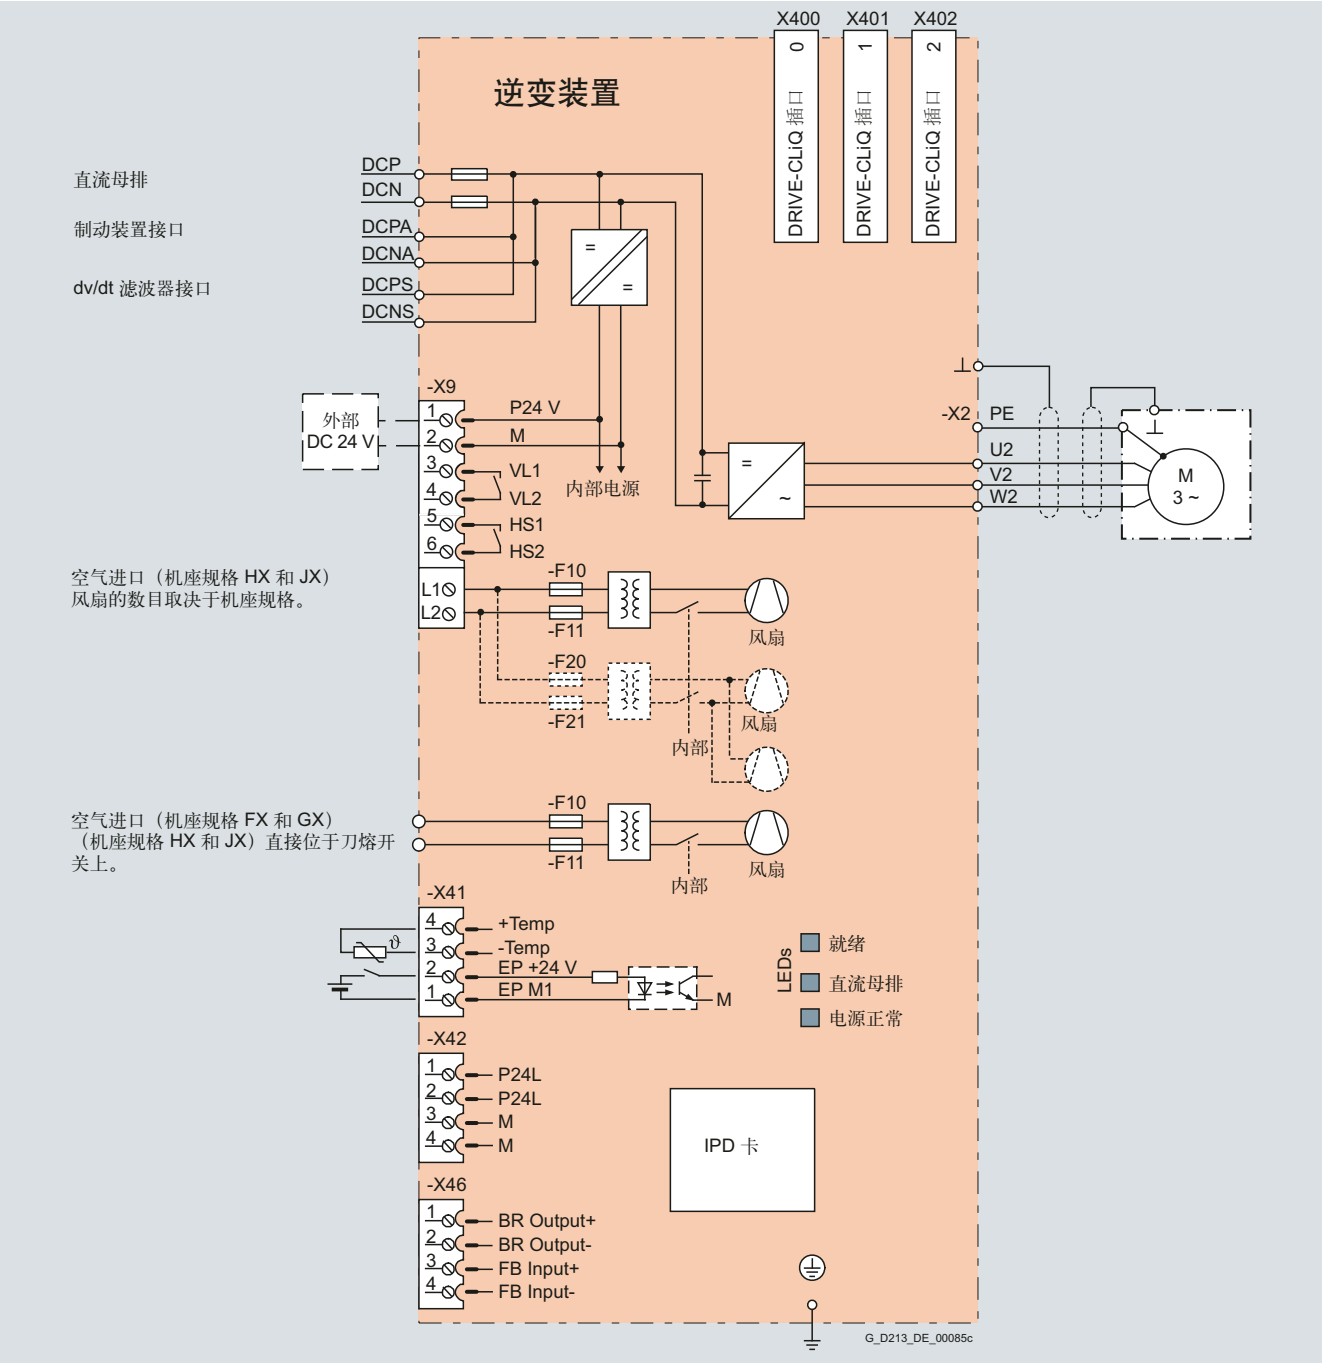 X400 X401 X402
DRIVE-CLiQ 插口 0
DRIVE-CLiQ 插口 1
DRIVE-CLiQ 插口 2
逆变装置
直流母排
DCP
DCN
制动装置接口
DCPA
DCNA
dv/dt 滤波器接口
DCPS
DCNS
=
=
-X9
外部
DC 24 V
1 P24 V
2 M
3 VL1
4 VL2
5 HS1
6 HS2
内部电源
=
~
-X2 PE
U2
V2
W2
M
3 ~
空气进口（机座规格 HX 和 JX）
风扇的数目取决于机座规格。
L1
L2
-F10
-F11
风扇
-F20
-F21
风扇
内部
空气进口（机座规格 FX 和 GX）
（机座规格 HX 和 JX）直接位于刀熔开
关上。
-F10
-F11
风扇
内部
-X41
4 +Temp
3 -Temp
2 EP +24 V
1 EP M1
ϑ
M
LEDs
就绪
直流母排
电源正常
-X42
1 P24L
2 P24L
3 M
4 M
IPD 卡
-X46
1 BR Output+
2 BR Output-
3 FB Input+
4 FB Input-
G_D213_DE_00085c